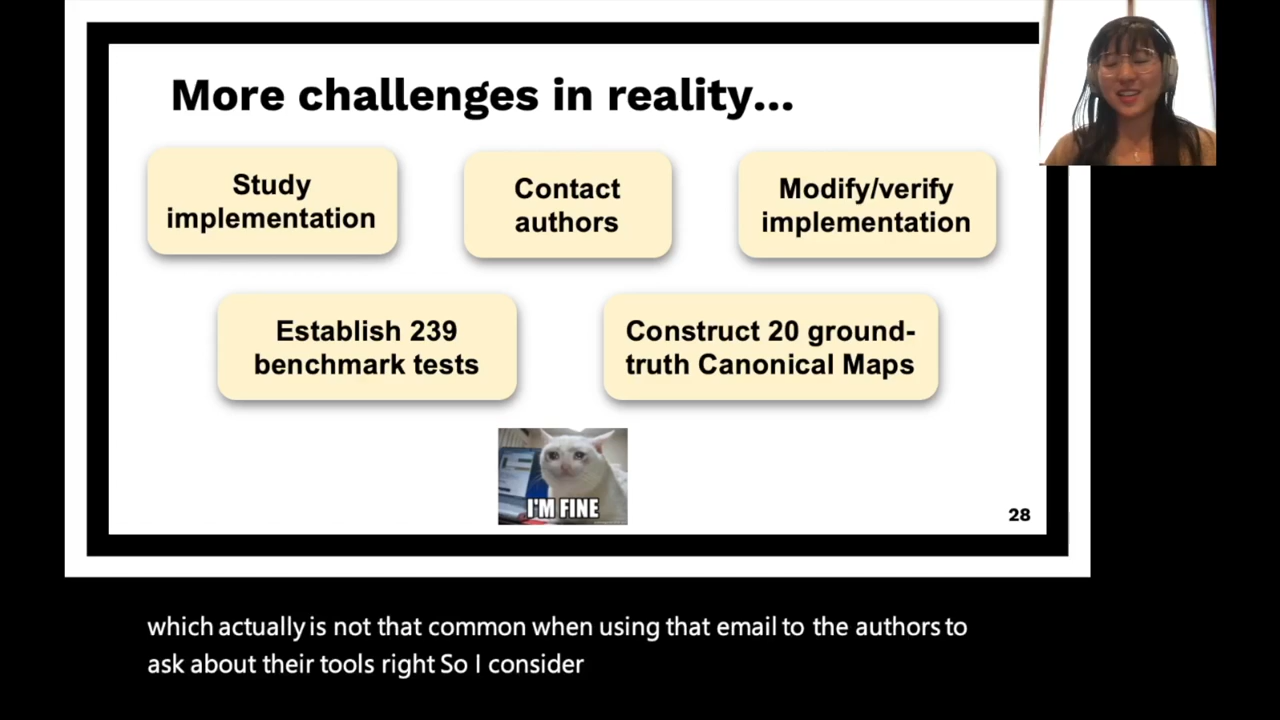 More challenges in reality...
Study
implementation
Contact
authors
Modify/verify
implementation
Establish 239
benchmark tests
Construct 20 ground-
truth Canonical Maps
I'M FINE
28
which actually is not that common when using that email to the authors to
ask about their tools right So I consider